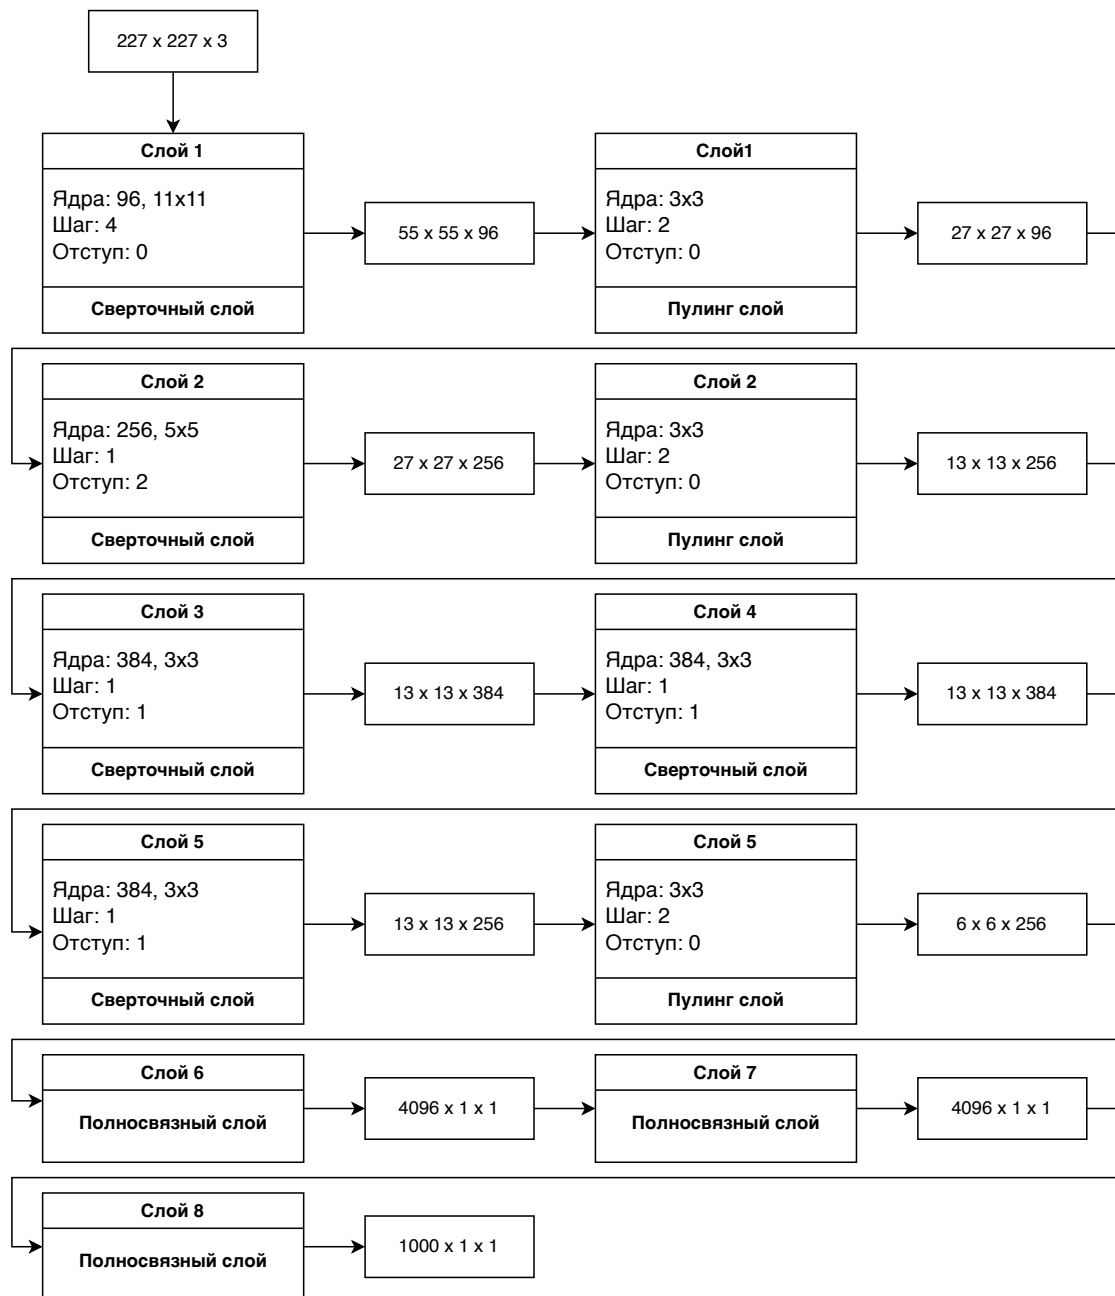 227 x 227 x 3
Слой 1
Ядра: 96, 11x11
Шаг: 4
Отступ: 0
Сверточный слой
55 x 55 x 96
Слой1
Ядра: 3x3
Шаг: 2
Отступ: 0
Пулинг слой
27 x 27 x 96
Слой 2
Ядра: 256, 5x5
Шаг: 1
Отступ: 2
Сверточный слой
27 x 27 x 256
Слой 2
Ядра: 3x3
Шаг: 2
Отступ: 0
Пулинг слой
13 x 13 x 256
Слой 3
Ядра: 384, 3x3
Шаг: 1
Отступ: 1
Сверточный слой
13 x 13 x 384
Слой 4
Ядра: 384, 3x3
Шаг: 1
Отступ: 1
Сверточный слой
13 x 13 x 384
Слой 5
Ядра: 384, 3x3
Шаг: 1
Отступ: 1
Сверточный слой
13 x 13 x 256
Слой 5
Ядра: 3x3
Шаг: 2
Отступ: 0
Пулинг слой
6 x 6 x 256
Слой 6
Полносвязный слой
4096 x 1 x 1
Слой 7
Полносвязный слой
4096 x 1 x 1
Слой 8
Полносвязный слой
1000 x 1 x 1